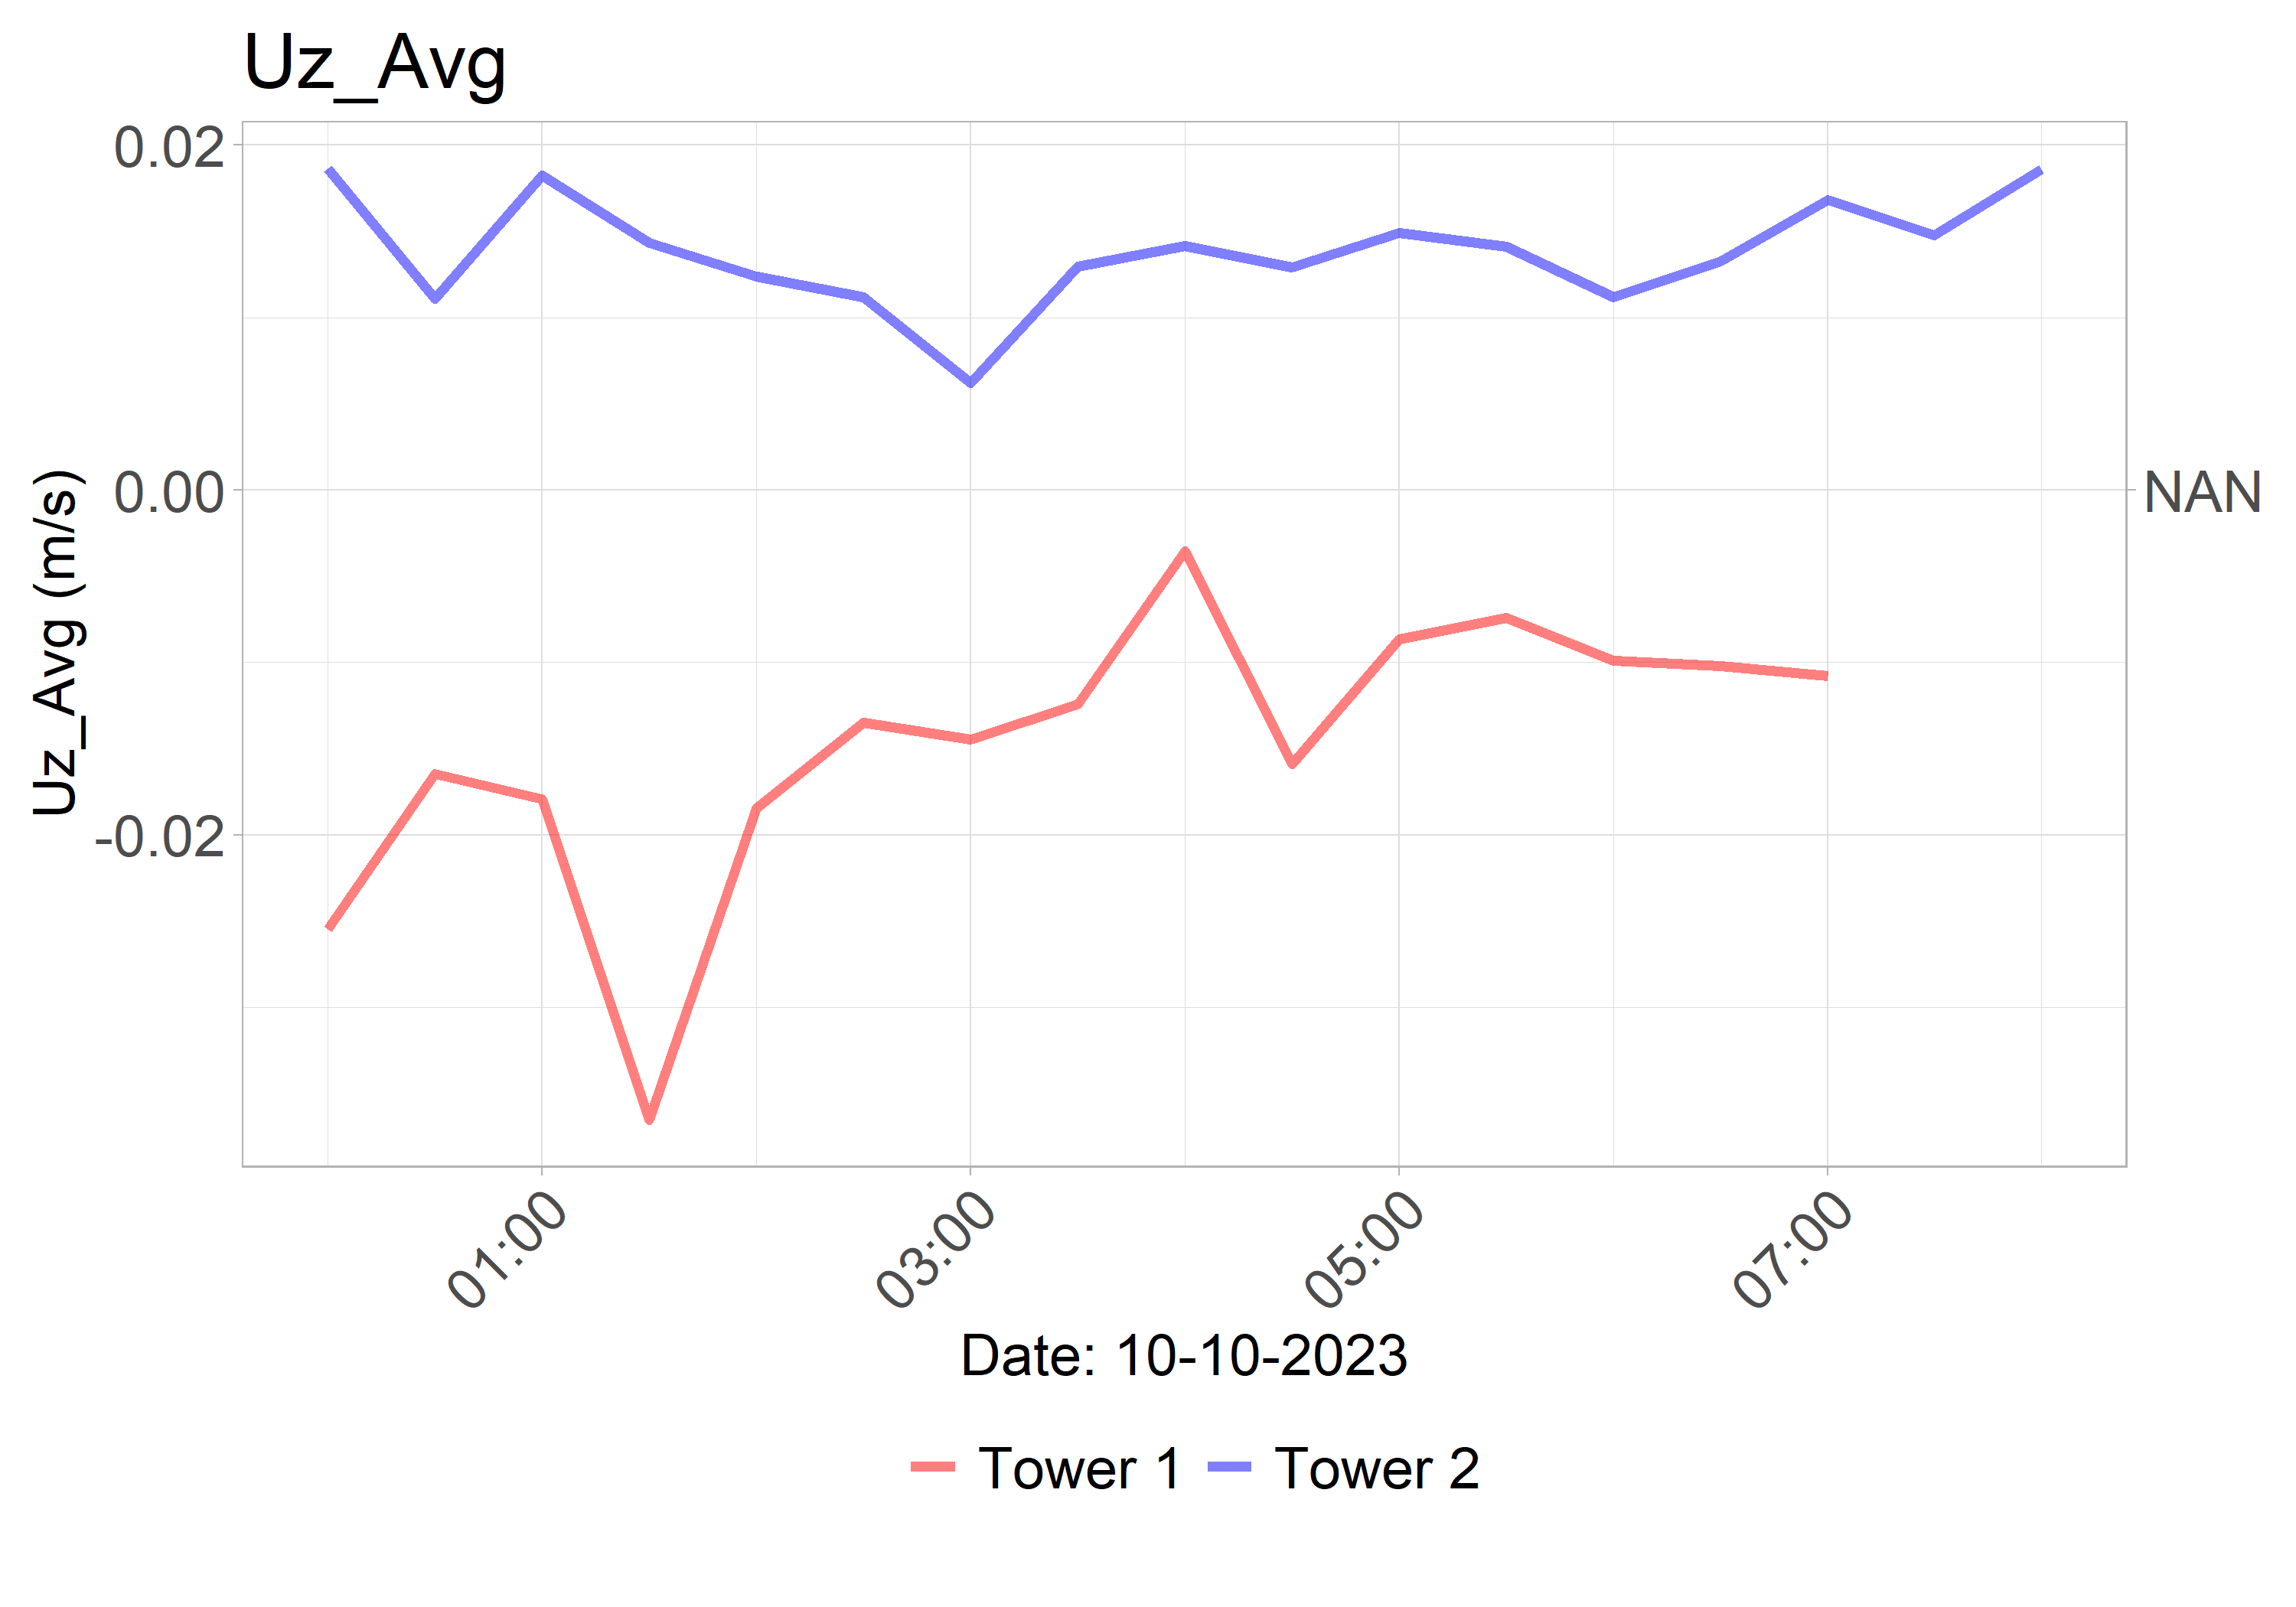 Uz_Avg
Uz_Avg (m/s)
0.02
0.00
-0.02
NAN
01:00
03:00
05:00
07:00
Date: 10-10-2023
Tower 1
Tower 2